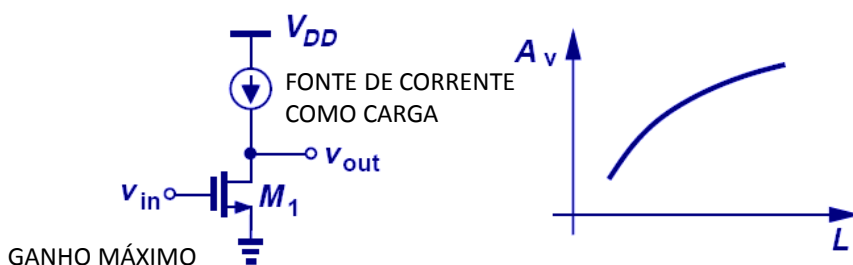 V_DD
FONTE DE CORRENTE
COMO CARGA
v_out
v_in
M_1
GANHO MÁXIMO
A_v
L